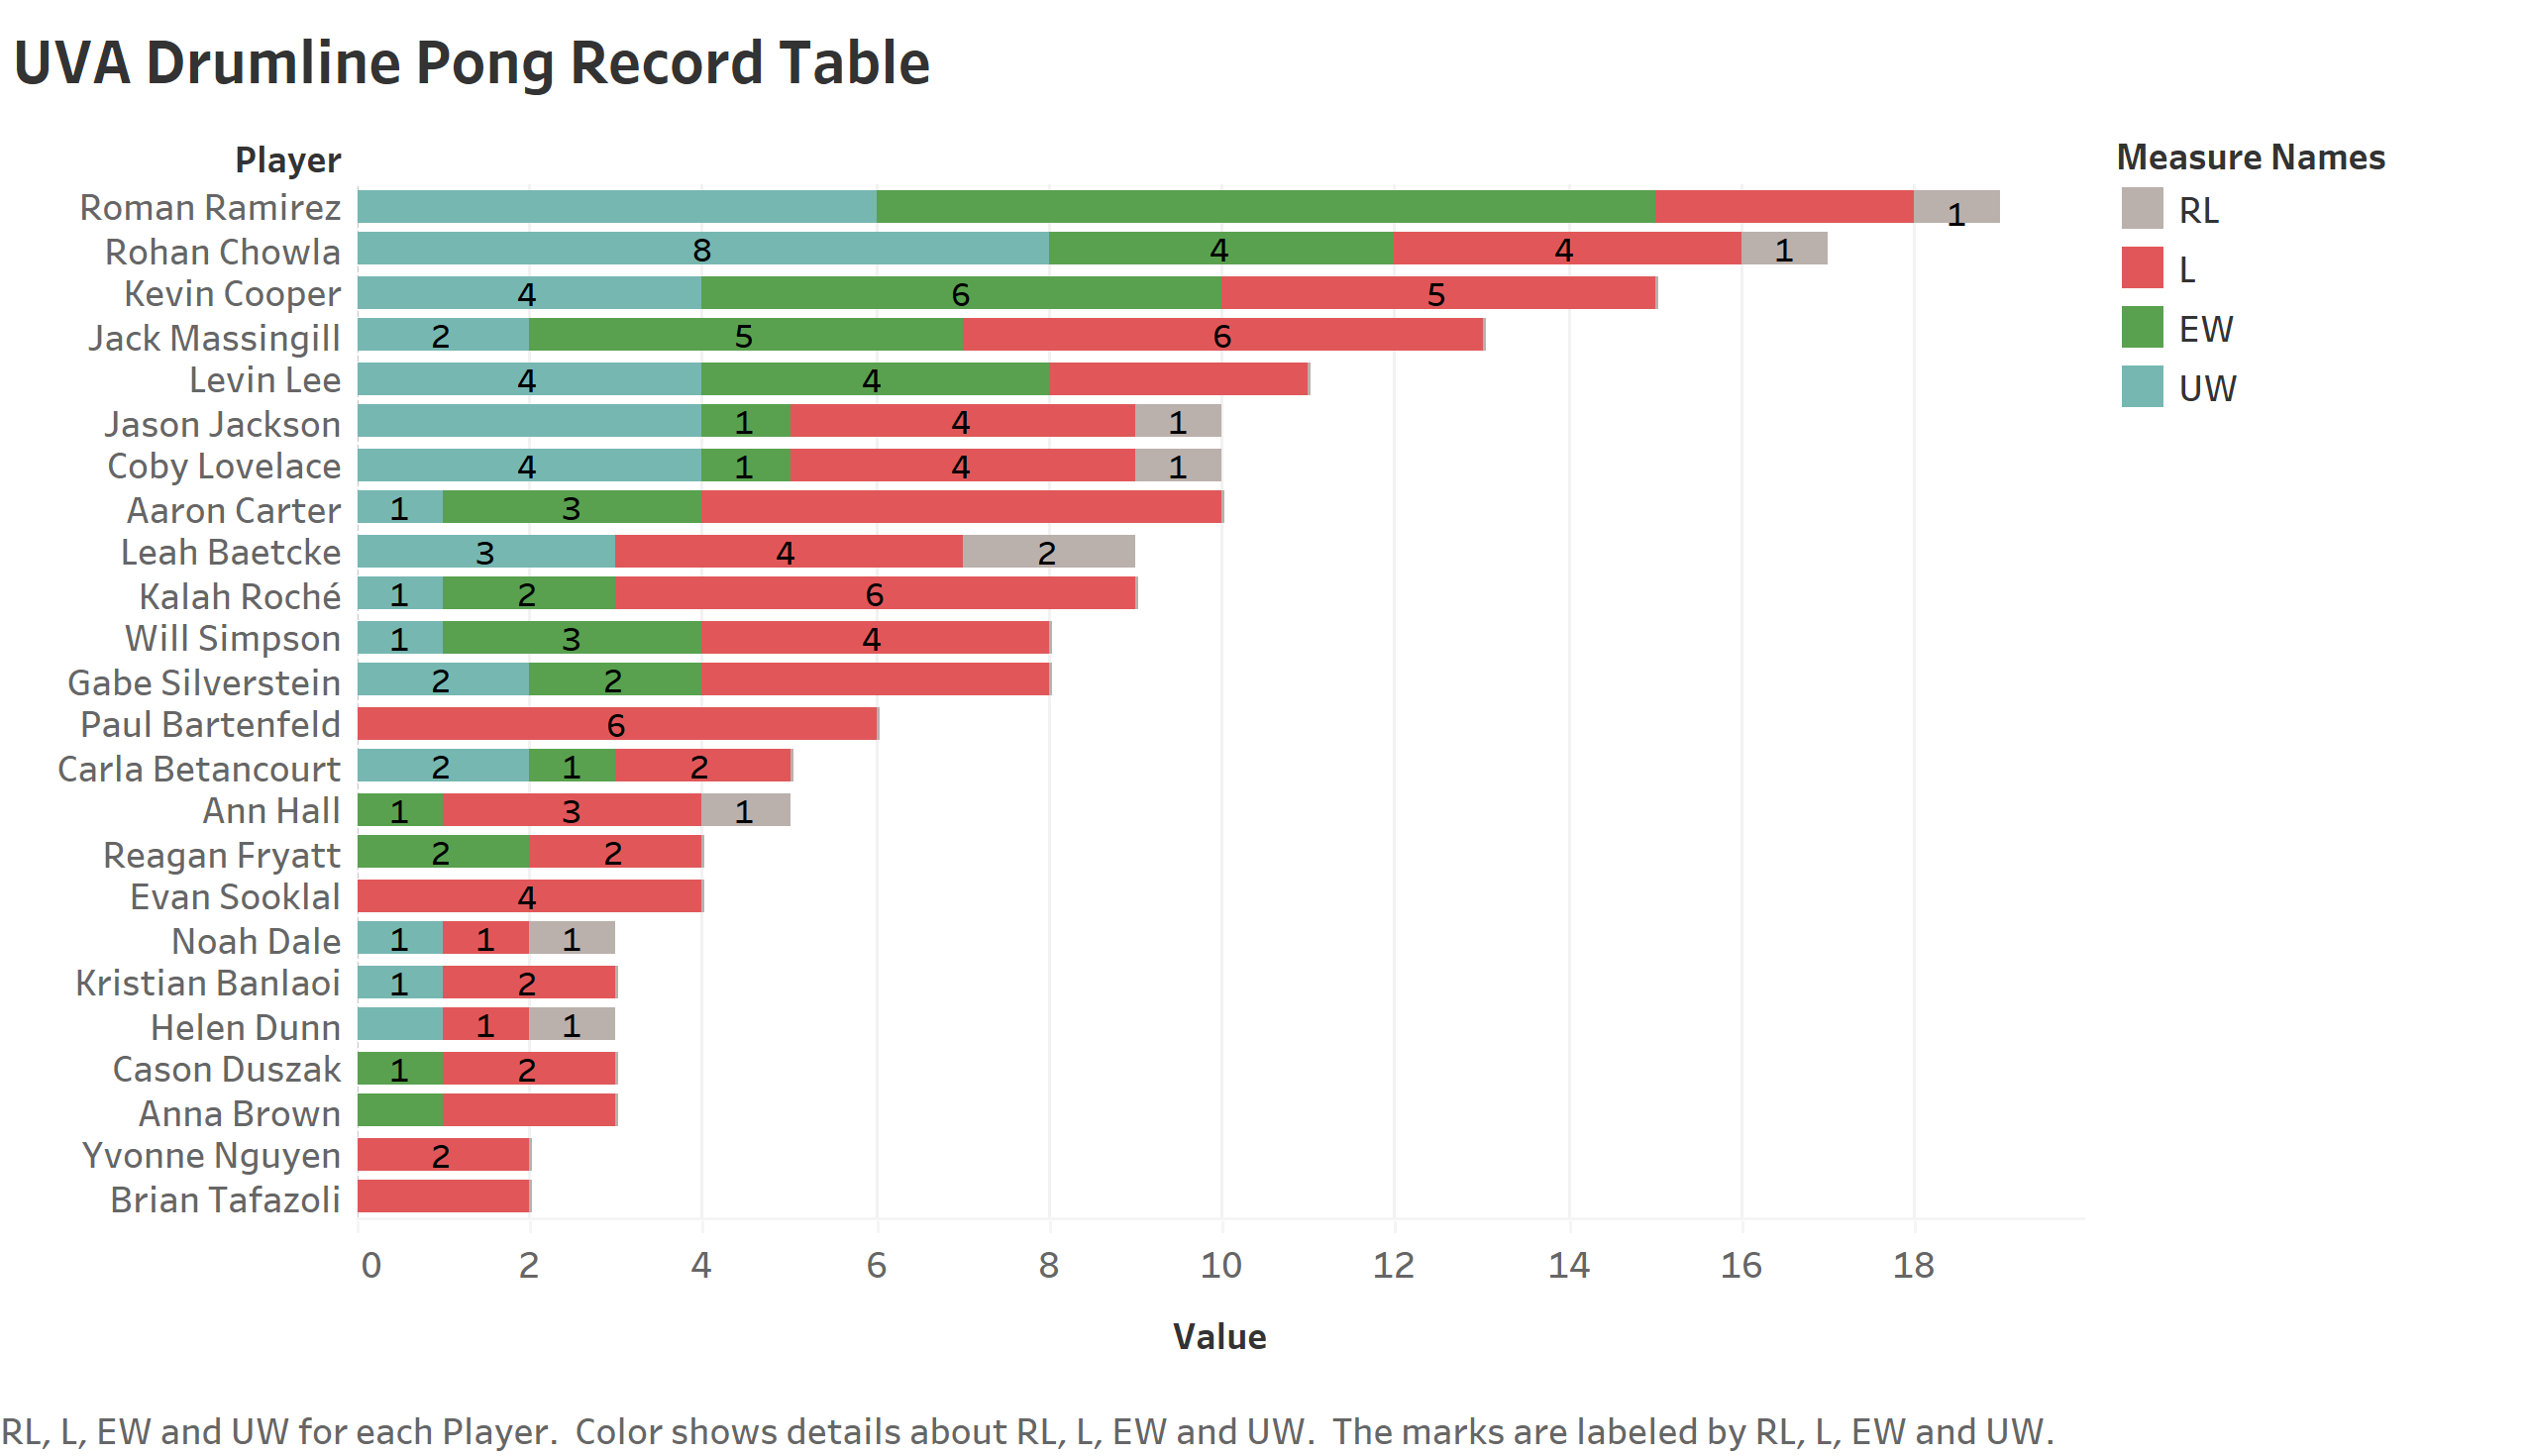 UVA Drumline Pong Record Table
Player
Measure Names
Roman Ramirez 1
Rohan Chowla 8 4 4 1
Kevin Cooper 4 6 5
Jack Massingill 2 5 6
Levin Lee 4 4
Jason Jackson 1 4 1
Coby Lovelace 4 1 4 1
Aaron Carter 1 3
Leah Baetcke 3 4 2
Kalah Roché 1 2 6
Will Simpson 1 3 4
Gabe Silverstein 2 2
Paul Bartenfeld 6
Carla Betancourt 2 1 2
Ann Hall 1 3 1
Reagan Fryatt 2 2
Evan Sooklal 4
Noah Dale 1 1 1
Kristian Banlaoi 1 2
Helen Dunn 1 1
Cason Duszak 1 2
Anna Brown
Yvonne Nguyen 2
Brian Tafazoli
0 2 4 6 8 10 12 14 16 18
Value
RL
L
EW
UW
RL, L, EW and UW for each Player. Color shows details about RL, L, EW and UW. The marks are labeled by RL, L, EW and UW.